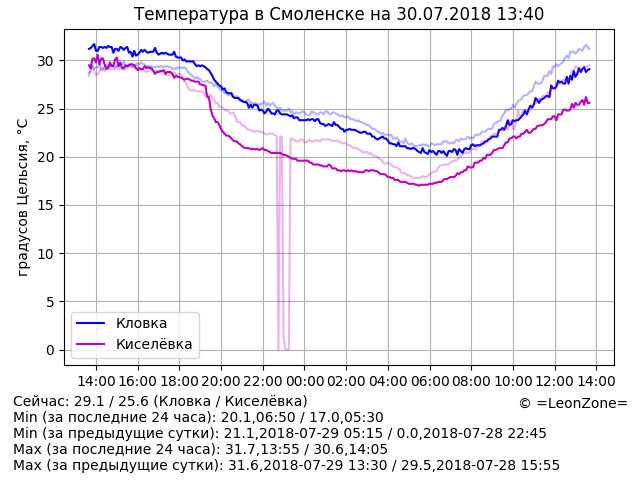 Температура в Смоленске на 30.07.2018 13:40
градусов Цельсия, °C
30
25
20
15
10
5
0
Кловка
Киселёвка
14:00 16:00 18:00 20:00 22:00 00:00 02:00 04:00 06:00 08:00 10:00 12:00 14:00
Сейчас: 29.1 / 25.6 (Кловка / Киселёвка)
© =LeonZone=
Min (за последние 24 часа): 20.1,06:50 / 17.0,05:30
Min (за предыдущие сутки): 21.1,2018-07-29 05:15 / 0.0,2018-07-28 22:45
Max (за последние 24 часа): 31.7,13:55 / 30.6,14:05
Max (за предыдущие сутки): 31.6,2018-07-29 13:30 / 29.5,2018-07-28 15:55